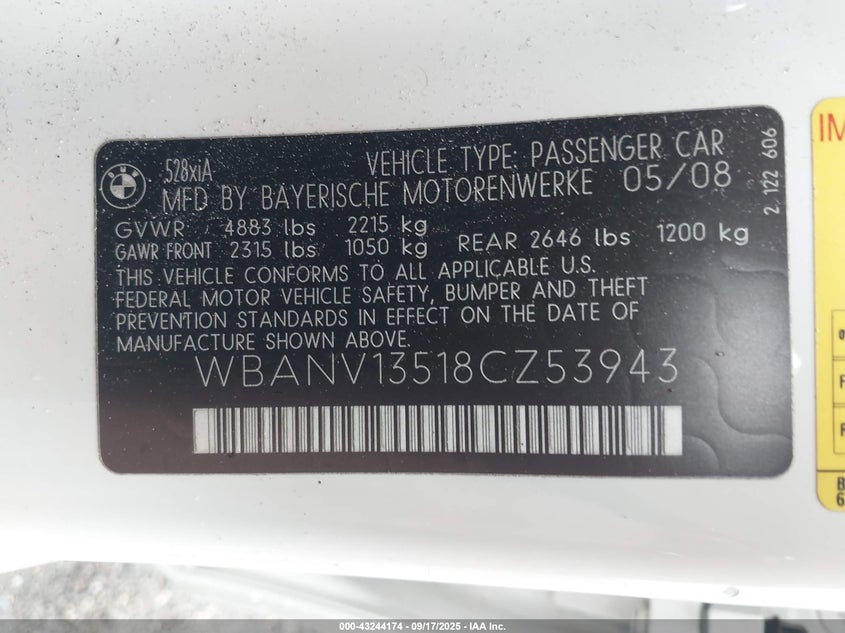 BMW
528xiA
VEHICLE TYPE: PASSENGER CAR
MFD BY BAYERISCHE MOTORENWERKE 05/08
GVWR 4883 lbs 2215 kg
GAWR FRONT 2315 lbs 1050 kg REAR 2646 lbs 1200 kg
THIS VEHICLE CONFORMS TO ALL APPLICABLE U.S.
FEDERAL MOTOR VEHICLE SAFETY, BUMPER AND THEFT
PREVENTION STANDARDS IN EFFECT ON THE DATE OF
MANUFACTURE SHOWN ABOVE.
WBANV13518CZ53943
2 122 606
IM
000-43244174 - 09/17/2025 - IAA Inc.